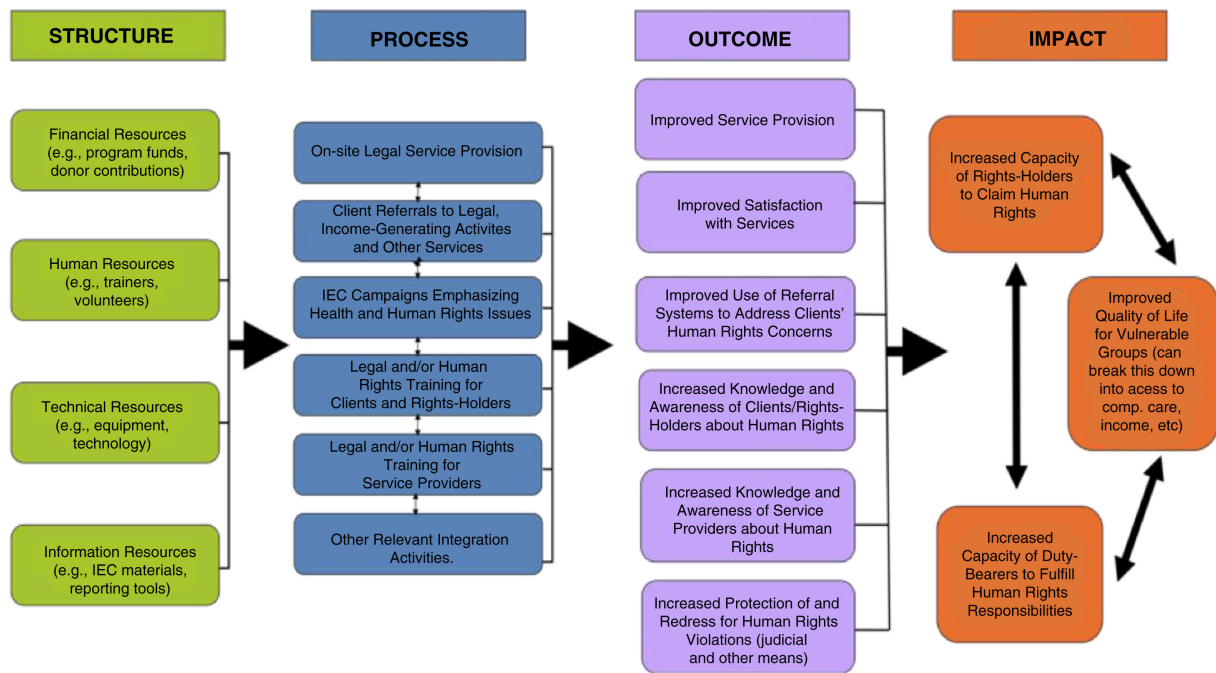 STRUCTURE
PROCESS
OUTCOME
IMPACT
Financial Resources
(e.g., program funds,
donor contributions)
Human Resources
(e.g., trainers,
volunteers)
Technical Resources
(e.g., equipment,
technology)
Information Resources
(e.g., IEC materials,
reporting tools)
On-site Legal Service Provision
Client Referrals to Legal,
Income-Generating Activites
and Other Services
IEC Campaigns Emphasizing
Health and Human Rights Issues
Legal and/or Human
Rights Training for
Clients and Rights-Holders
Legal and/or Human Rights
Training for
Service Providers
Other Relevant Integration
Activities.
Improved Service Provision
Improved Satisfaction
with Services
Improved Use of Referral
Systems to Address Clients’
Human Rights Concerns
Increased Knowledge and
Awareness of Clients/Rights-
Holders about Human Rights
Increased Knowledge and
Awareness of Service
Providers about Human
Rights
Increased Protection of and
Redress for Human Rights
Violations (judicial
and other means)
Increased Capacity
of Rights-Holders
to Claim Human
Rights
Improved
Quality of Life
for Vulnerable
Groups (can
break this down
into acess to
comp. care,
income, etc)
Increased
Capacity of Duty-
Bearers to Fulfill
Human Rights
Responsibilities